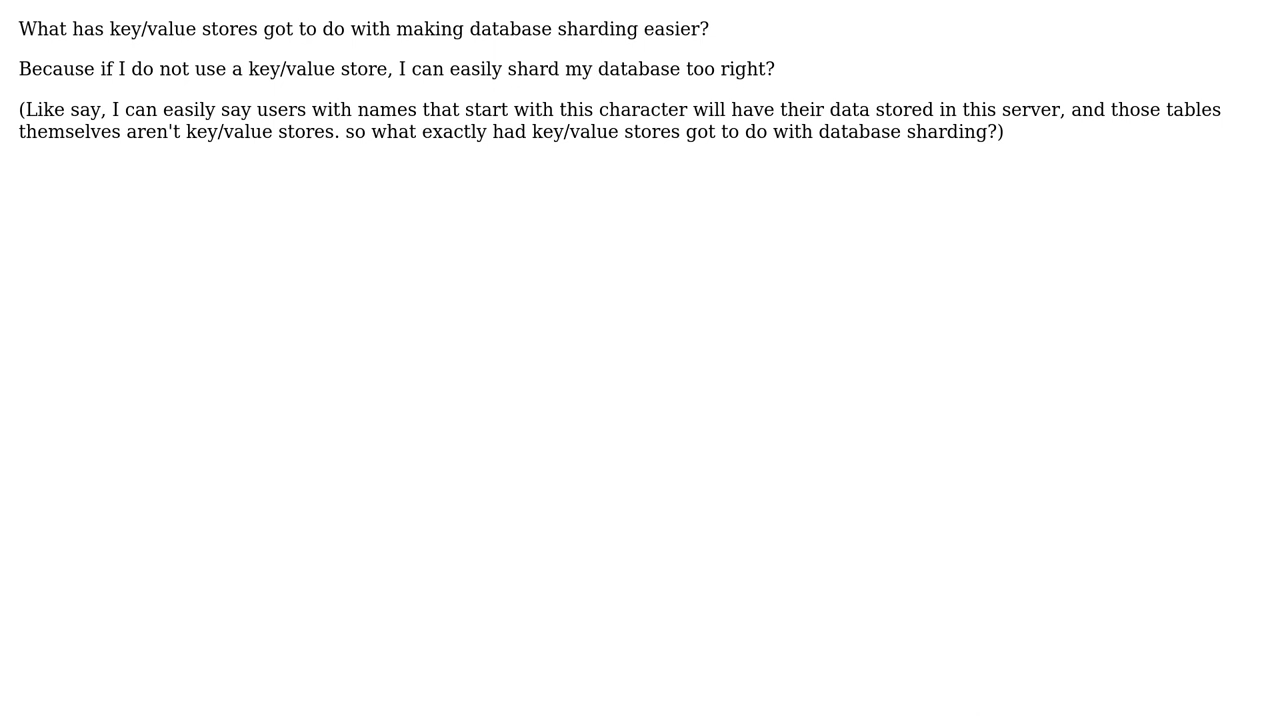 What has key/value stores got to do with making database sharding easier?
Because if I do not use a key/value store, I can easily shard my database too right?
(Like say, I can easily say users with names that start with this character will have their data stored in this server, and those tables
themselves aren't key/value stores. so what exactly had key/value stores got to do with database sharding?)